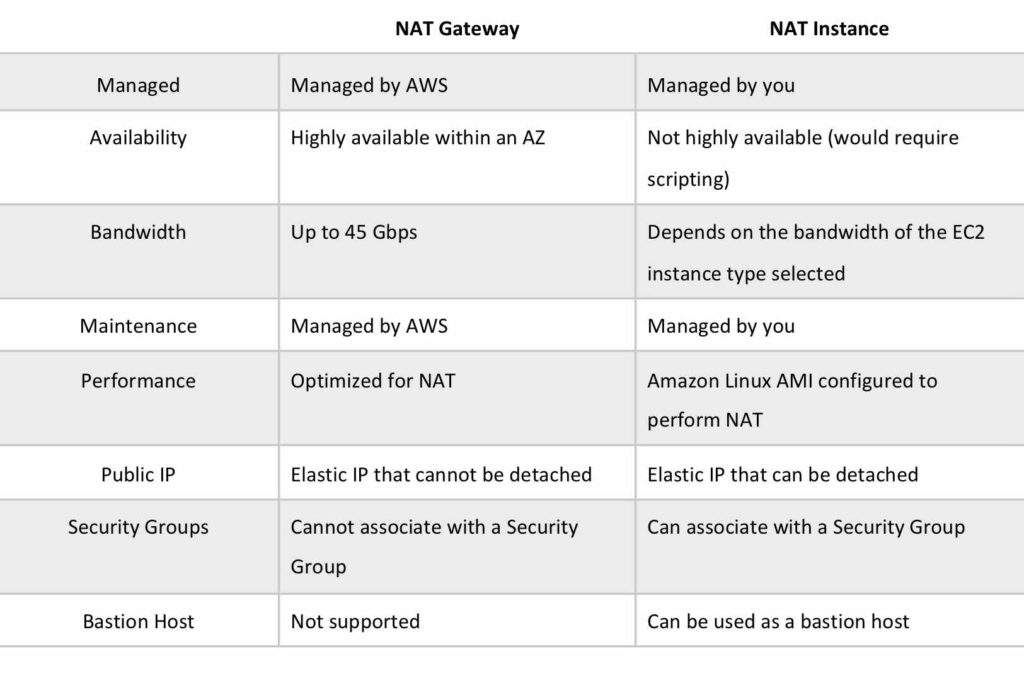 NAT Gateway NAT Instance
Managed Managed by AWS Managed by you
Availability Highly available within an AZ Not highly available (would require
scripting)
Bandwidth Up to 45 Gbps Depends on the bandwidth of the EC2
instance type selected
Maintenance Managed by AWS Managed by you
Performance Optimized for NAT Amazon Linux AMI configured to
perform NAT
Public IP Elastic IP that cannot be detached Elastic IP that can be detached
Security Groups Cannot associate with a Security Can associate with a Security Group
Group
Bastion Host Not supported Can be used as a bastion host